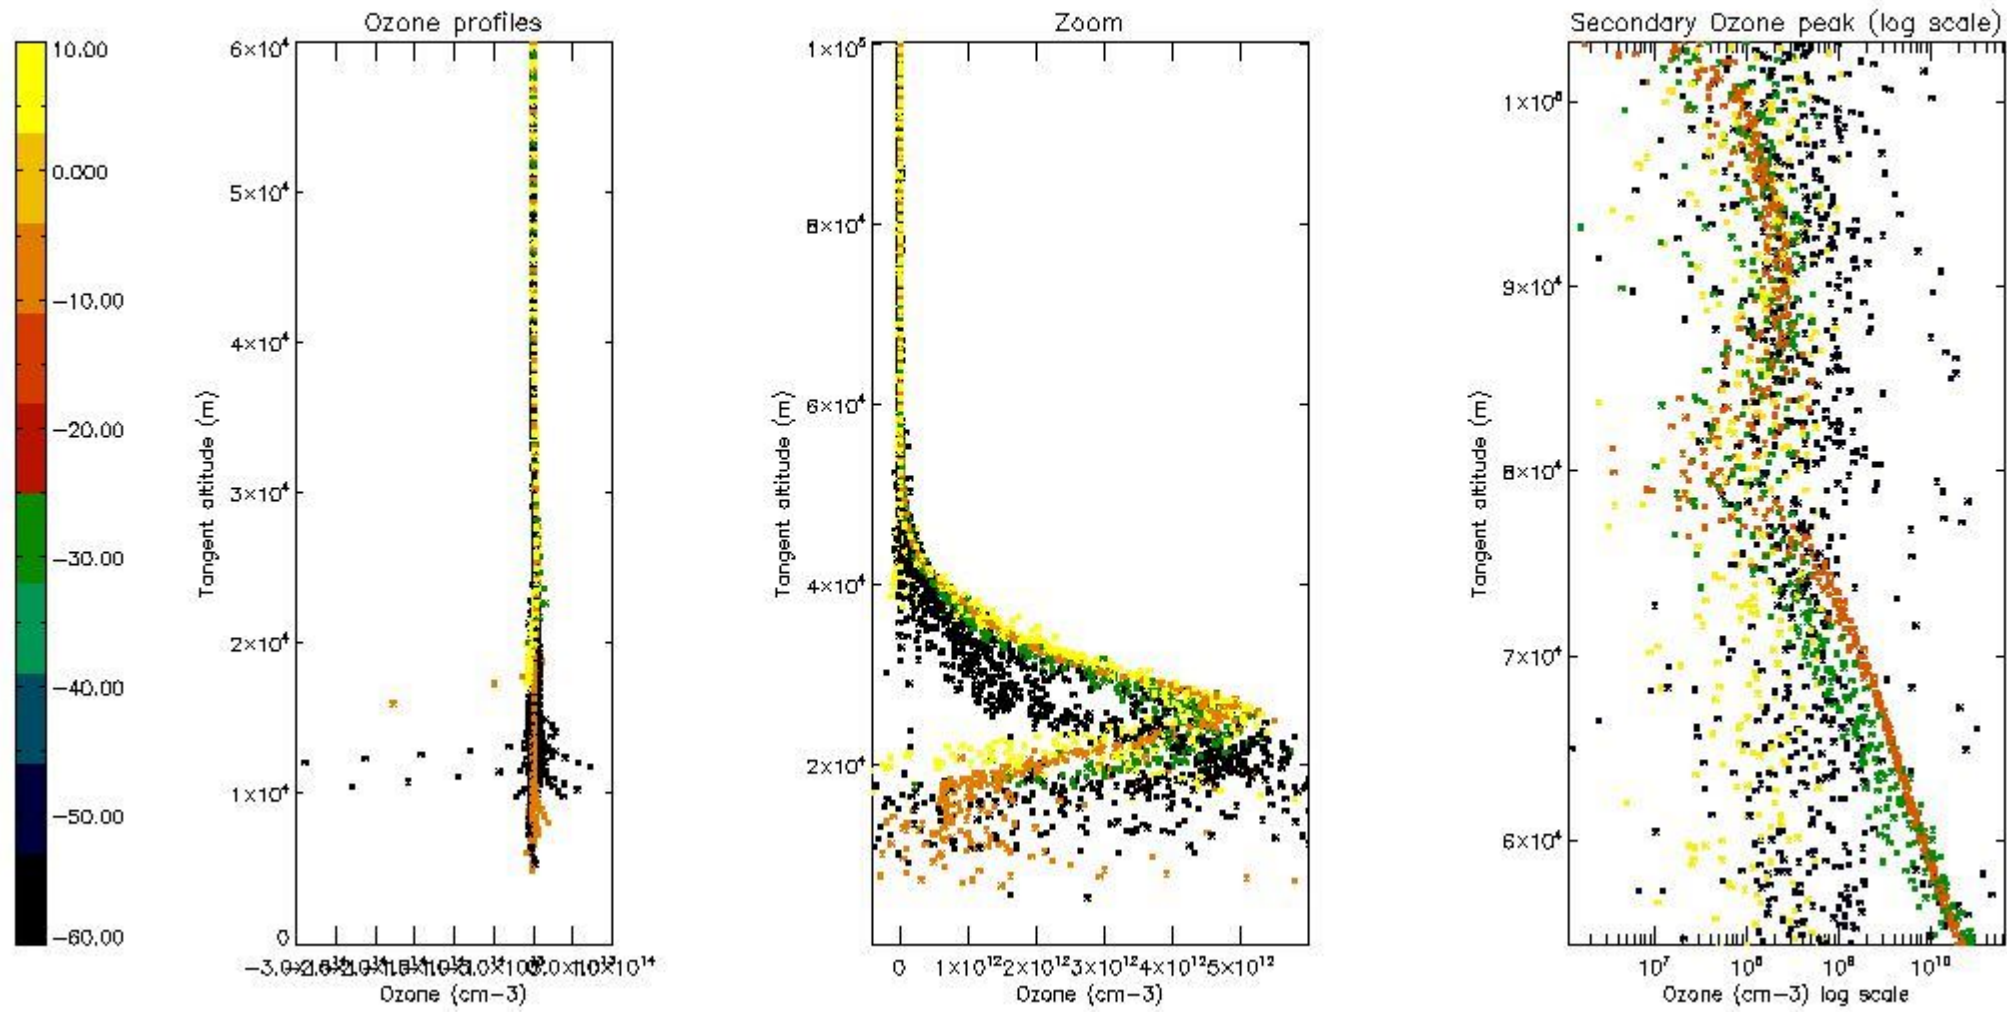 Ozone profiles
Zoom
Secondary Ozone peak (log scale)
10.00
0.000
−10.00
−20.00
−30.00
−40.00
−50.00
−60.00
6×10⁴
5×10⁴
4×10⁴
3×10⁴
2×10⁴
1×10⁴
0
Tangent altitude (m)
Ozone (cm−3)
1×10⁵
8×10⁴
6×10⁴
4×10⁴
2×10⁴
Tangent altitude (m)
0 1×10¹² 2×10¹² 3×10¹² 4×10¹² 5×10¹²
Ozone (cm−3)
9×10⁴
8×10⁴
7×10⁴
6×10⁴
Tangent altitude (m)
10⁷ 10⁸ 10⁹ 10¹⁰
Ozone (cm−3) log scale